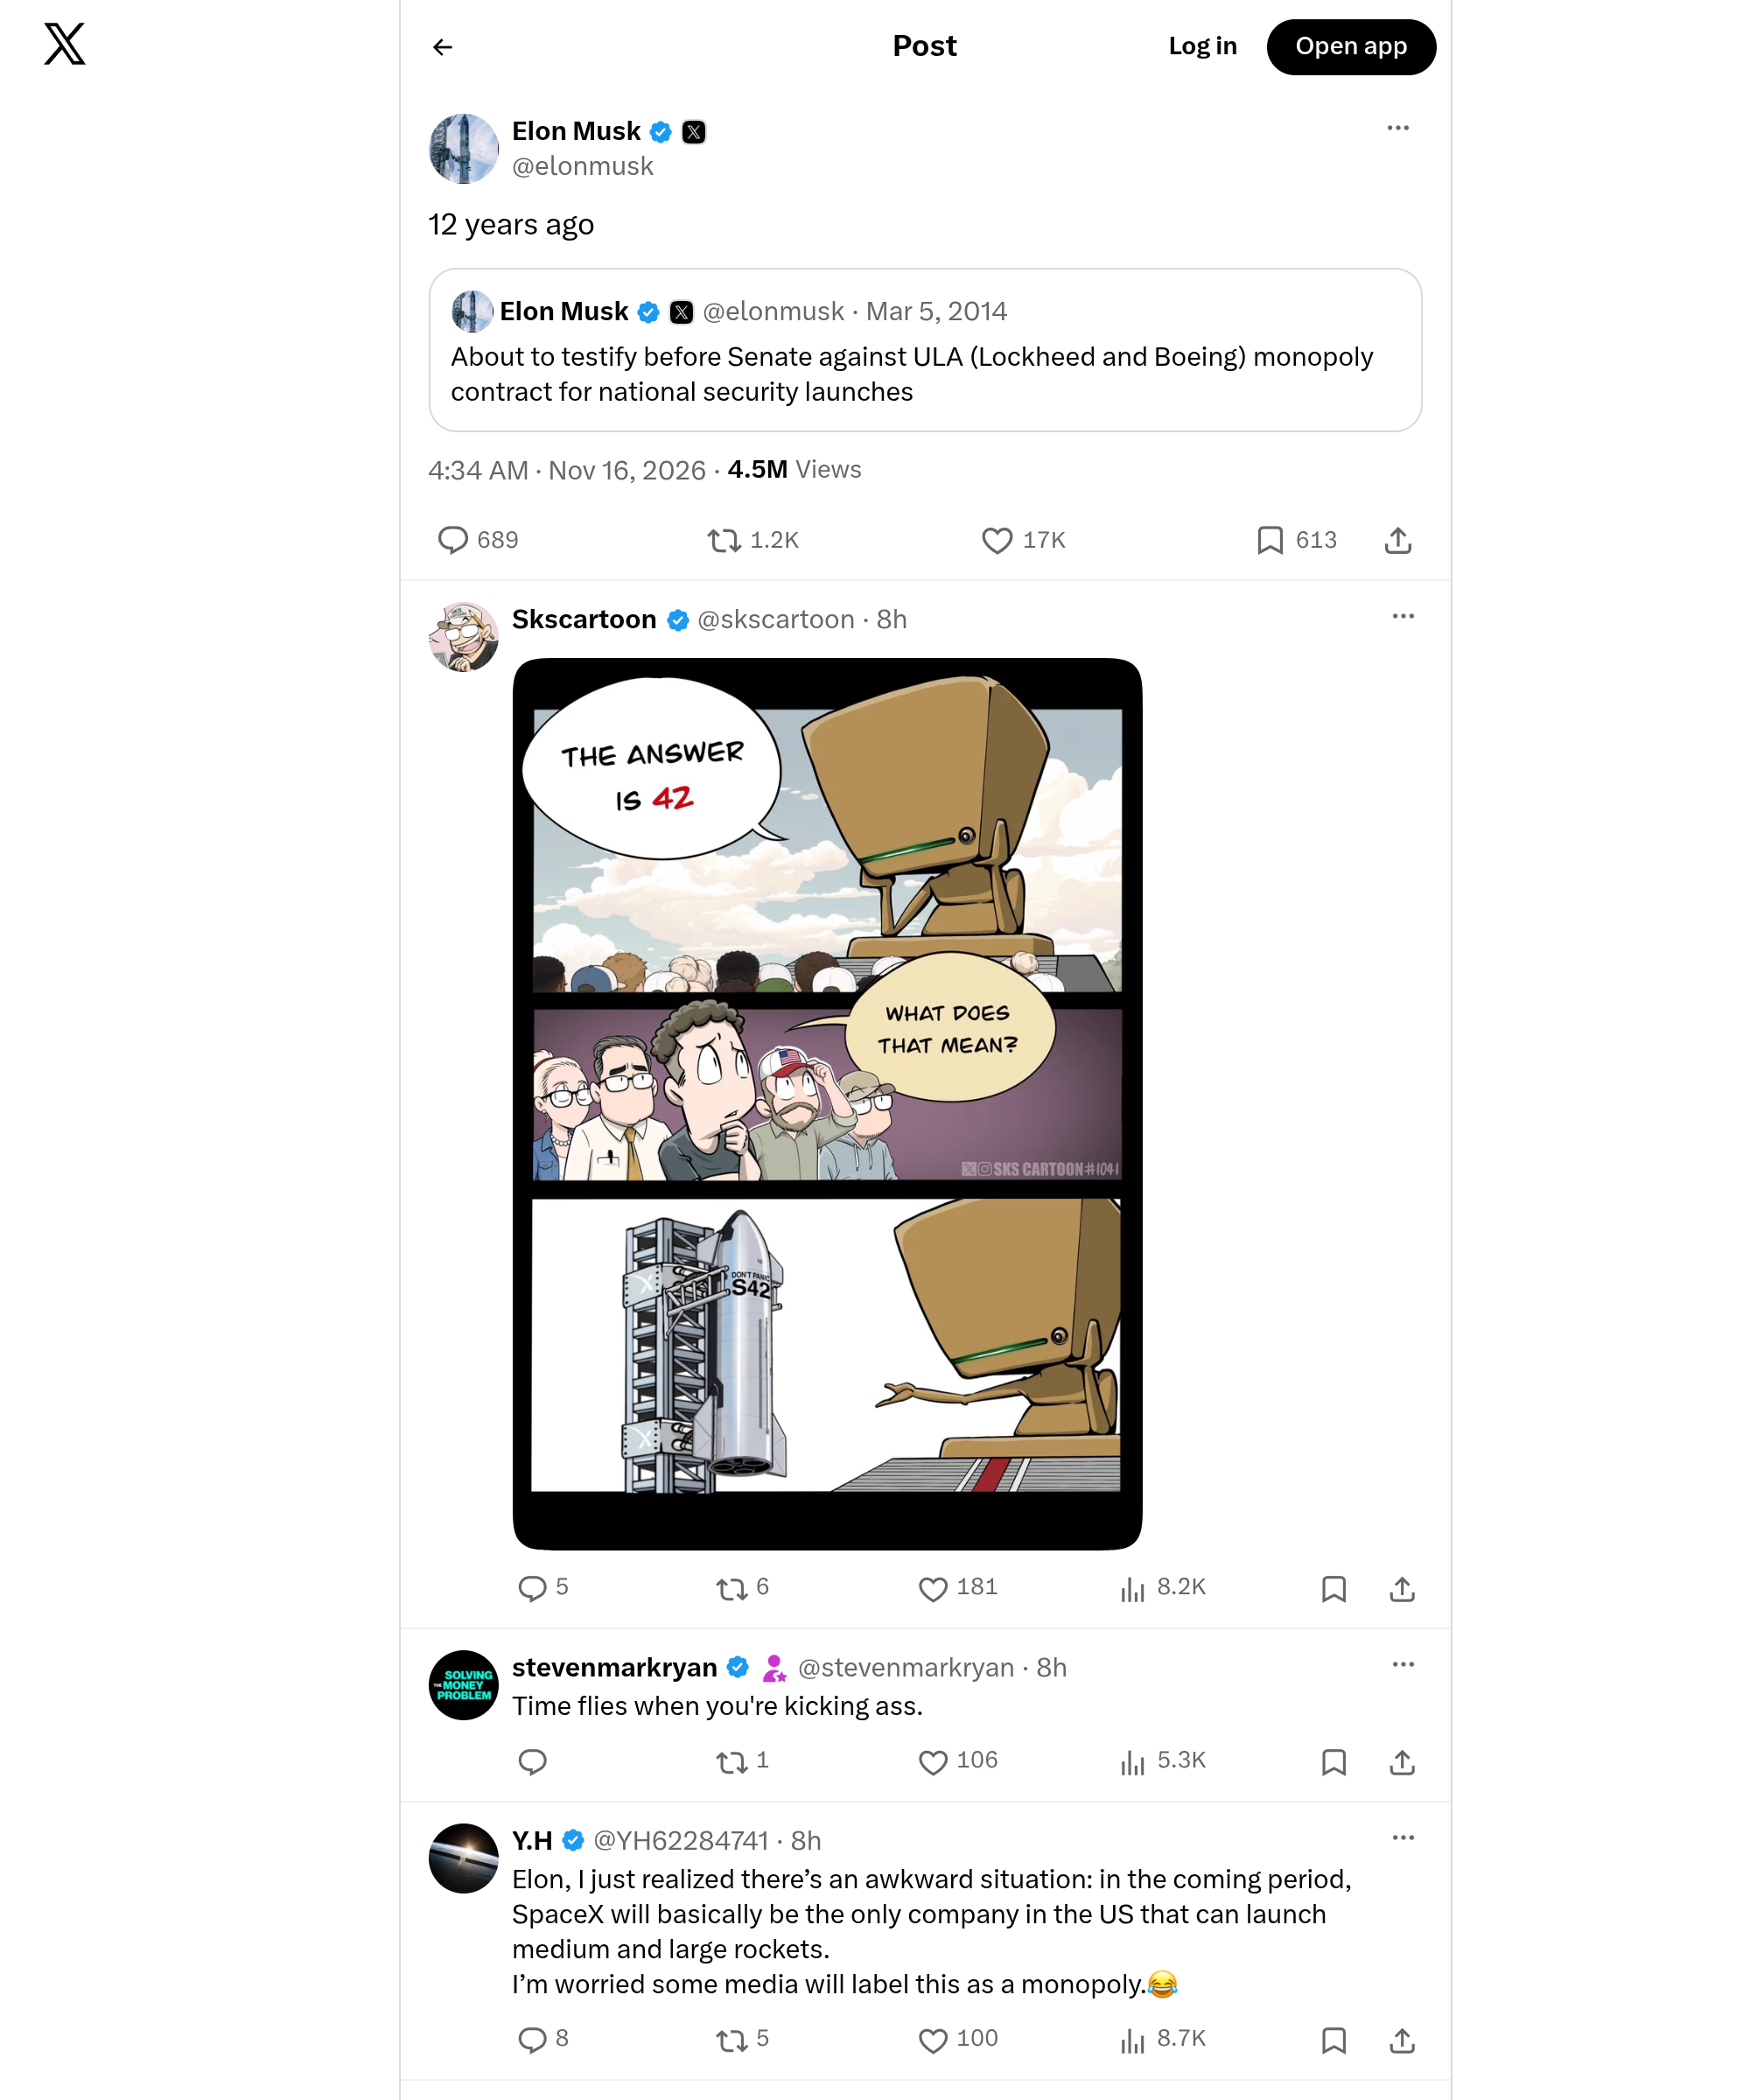 Post
Log in
Open app
Elon Musk
@elonmusk
12 years ago
Elon Musk @elonmusk · Mar 5, 2014
About to testify before Senate against ULA (Lockheed and Boeing) monopoly
contract for national security launches
4:34 AM · Nov 16, 2026 · 4.5M Views
689 1.2K 17K 613
Skscartoon @skscartoon · 8h
THE ANSWER
IS 42
WHAT DOES
THAT MEAN?
SKS CARTOON#1041
DON'T PANIC
S42
5 6 181 8.2K
SOLVING
THE MONEY
PROBLEM
stevenmarkryan @stevenmarkryan · 8h
Time flies when you're kicking ass.
1 106 5.3K
Y.H @YH62284741 · 8h
Elon, I just realized there’s an awkward situation: in the coming period,
SpaceX will basically be the only company in the US that can launch
medium and large rockets.
I’m worried some media will label this as a monopoly.😂
8 5 100 8.7K